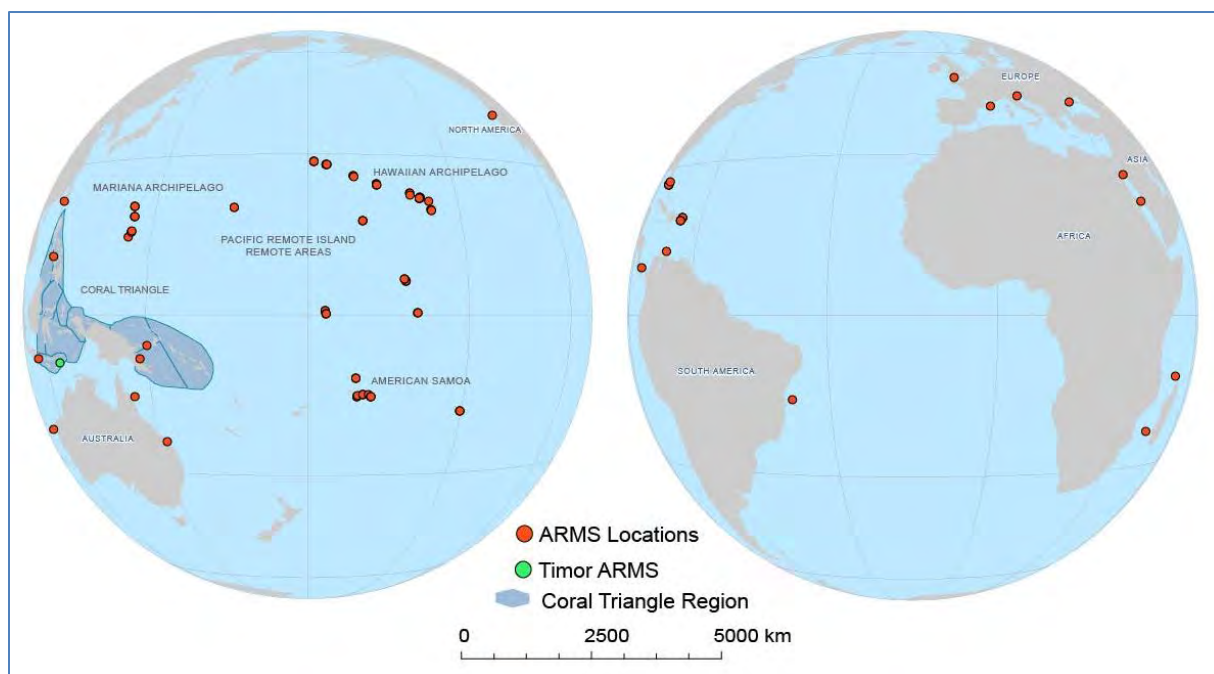 NORTH AMERICA
HAWAIIAN ARCHIPELAGO
MARIANA ARCHIPELAGO
PACIFIC REMOTE ISLAND
REMOTE AREAS
CORAL TRIANGLE
AMERICAN SAMOA
AUSTRALIA
EUROPE
ASIA
AFRICA
SOUTH AMERICA
ARMS Locations
Timor ARMS
Coral Triangle Region
0 2500 5000 km